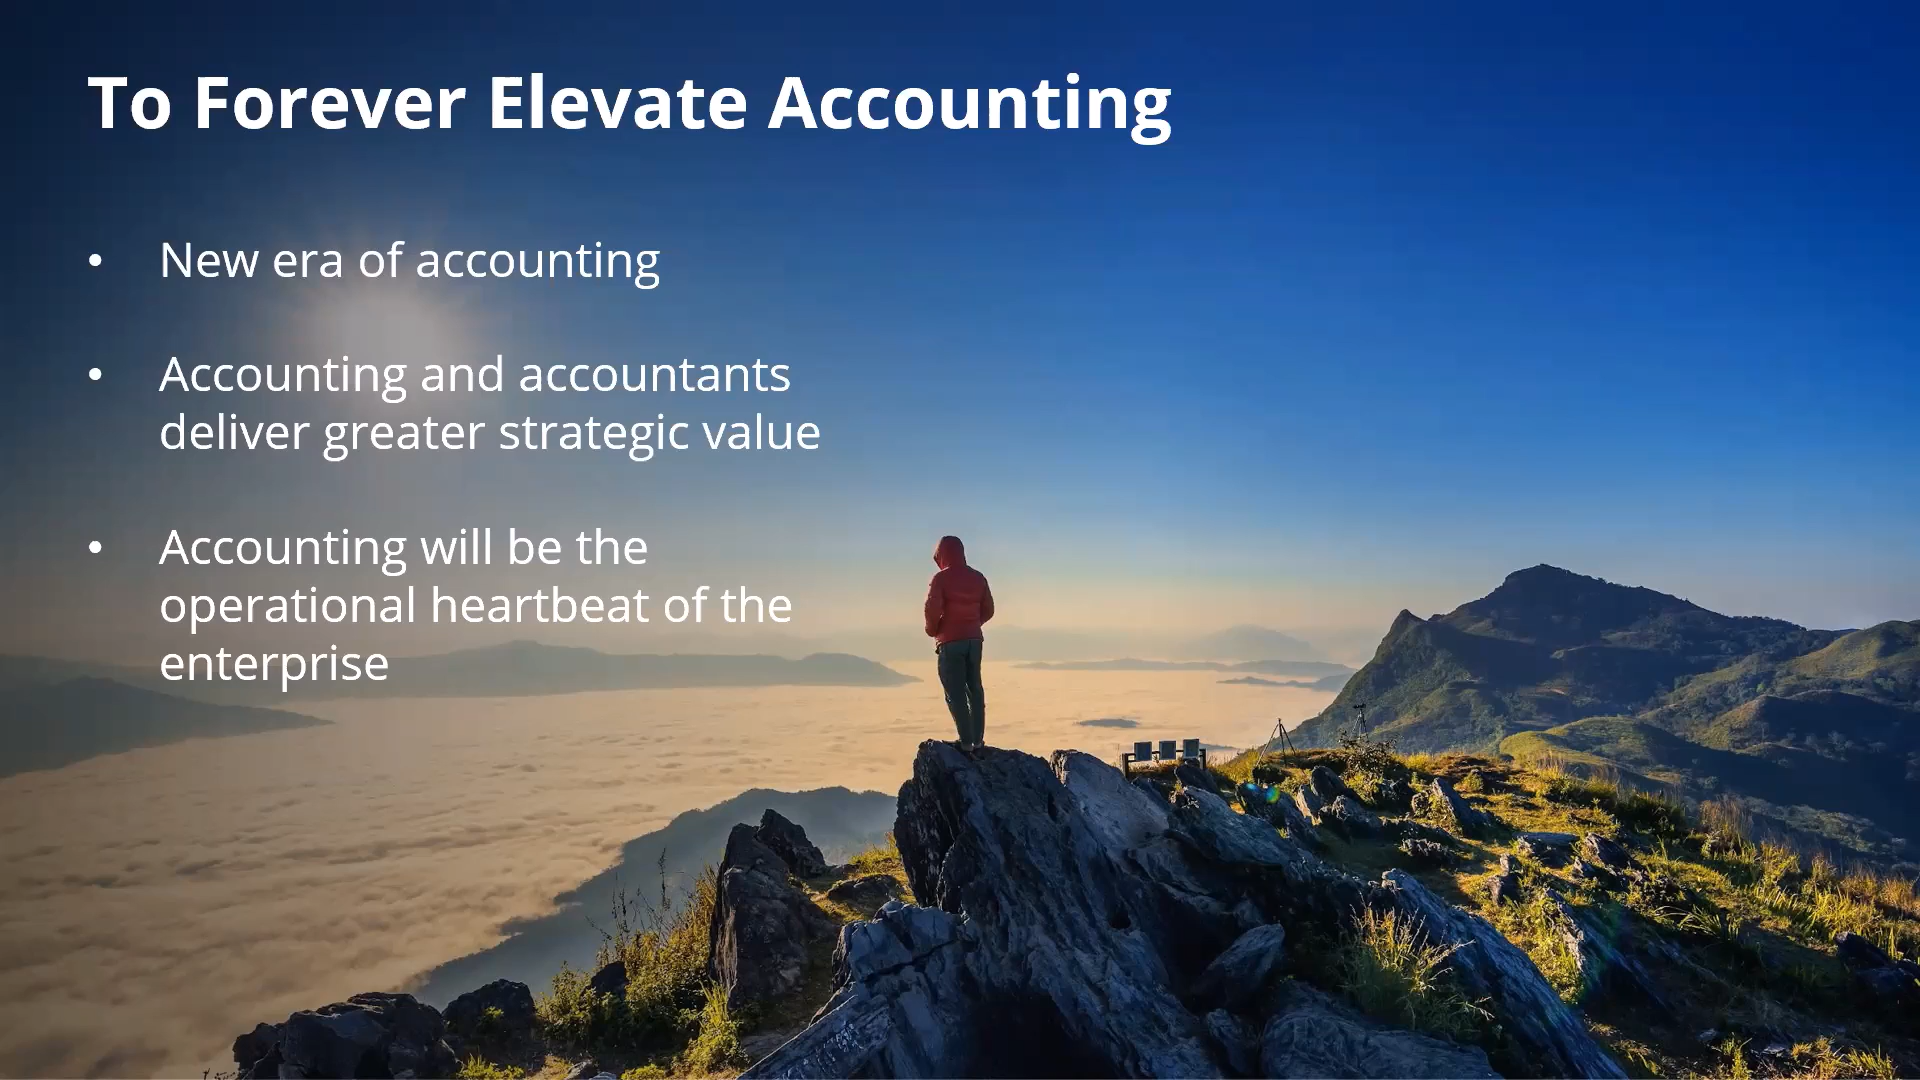 To Forever Elevate Accounting
• New era of accounting
• Accounting and accountants
deliver greater strategic value
• Accounting will be the
operational heartbeat of the
enterprise